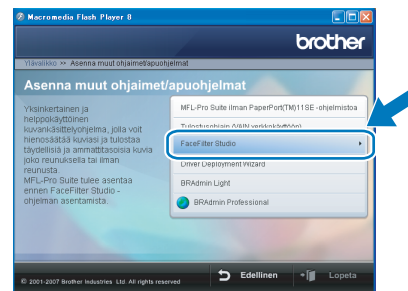 Macromedia Flash Player 8
brother
Ylävalikko >> Asenna muut ohjaimet/apuohjelmat
Asenna muut ohjaimet/apuohjelmat
Yksinkertainen ja
helppokäyttöinen
kuvankäsittelyohjelma, jolla voit
hienosäätää kuviasi ja tulostaa
täydellisiä ja ammattitasoisia kuvia
joko reunuksella tai ilman
reunusta.
MFL-Pro Suite tulee asentaa
ennen FaceFilter Studio -
ohjelman asentamista.
MFL-Pro Suite ilman PaperPort(TM)11SE -ohjelmistoa
Tulostusohjain (VAIN verkkokäyttöön)
FaceFilter Studio
Driver Deployment Wizard
BRAdmin Light
BRAdmin Professional
© 2001-2007 Brother Industries Ltd. All rights reserved
Edellinen
Lopeta